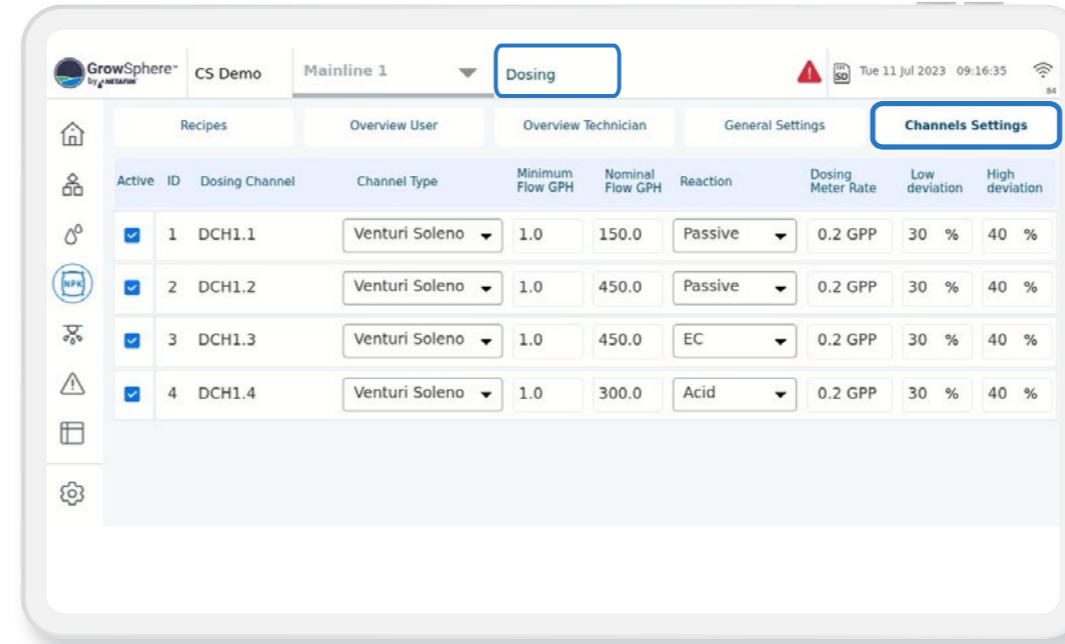 GrowSphere™
by NETAFIM
CS Demo
Mainline 1
Dosing
SD
Tue 11 Jul 2023 09:16:35
84
Recipes
Overview User
Overview Technician
General Settings
Channels Settings
Active ID Dosing Channel Channel Type Minimum Flow GPH Nominal Flow GPH Reaction Dosing Meter Rate Low deviation High deviation
1 DCH1.1 Venturi Soleno 1.0 150.0 Passive 0.2 GPP 30 % 40 %
2 DCH1.2 Venturi Soleno 1.0 450.0 Passive 0.2 GPP 30 % 40 %
NPK
3 DCH1.3 Venturi Soleno 1.0 450.0 EC 0.2 GPP 30 % 40 %
4 DCH1.4 Venturi Soleno 1.0 300.0 Acid 0.2 GPP 30 % 40 %